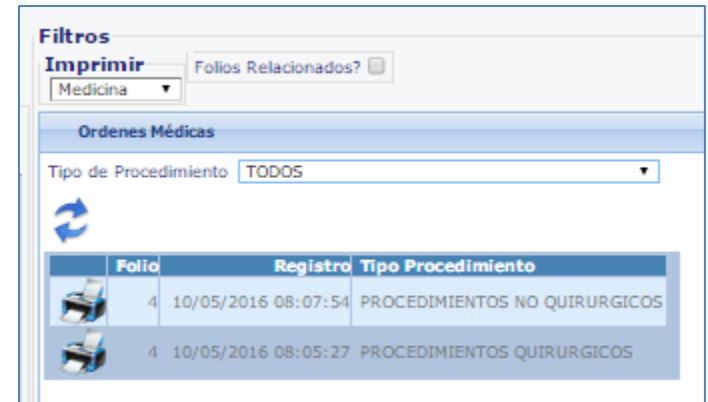 Filtros
Imprimir
Folios Relacionados?
Medicina
Ordenes Médicas
Tipo de Procedimiento TODOS
Folio Registro Tipo Procedimiento
4 10/05/2016 08:07:54 PROCEDIMIENTOS NO QUIRURGICOS
4 10/05/2016 08:05:27 PROCEDIMIENTOS QUIRURGICOS